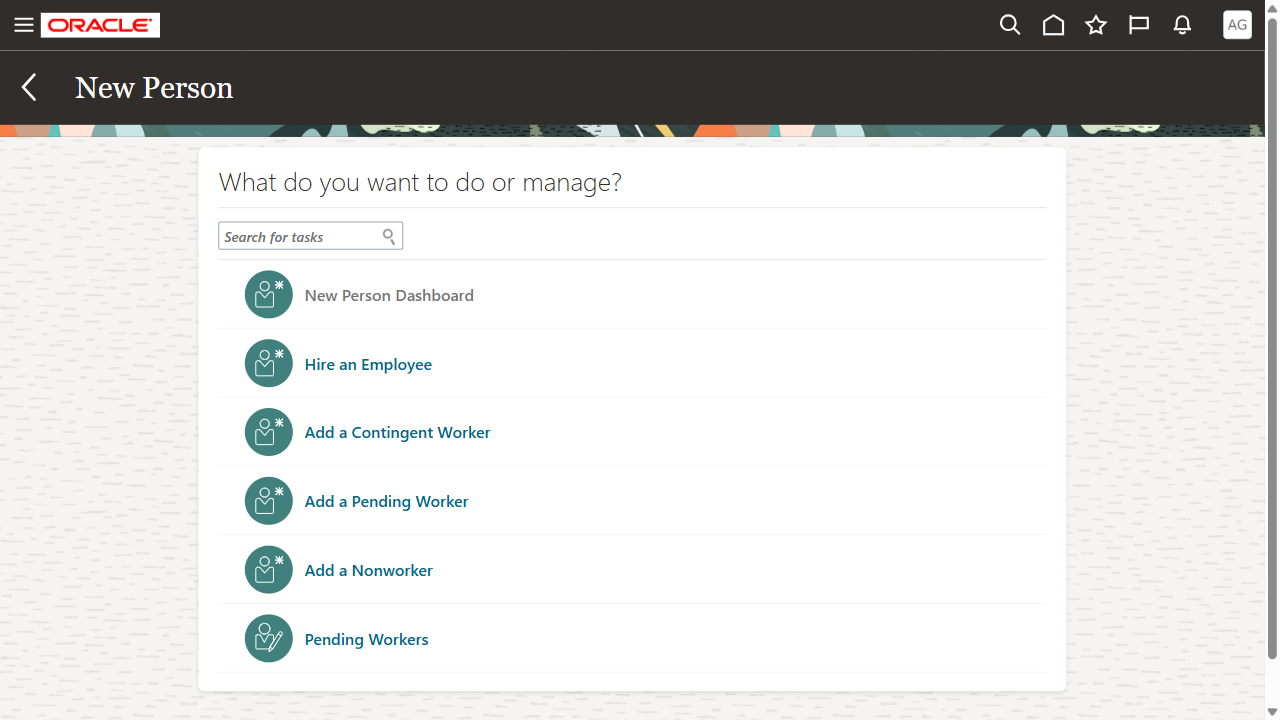 ORACLE
AG
New Person
What do you want to do or manage?
Search for tasks
New Person Dashboard
Hire an Employee
Add a Contingent Worker
Add a Pending Worker
Add a Nonworker
Pending Workers